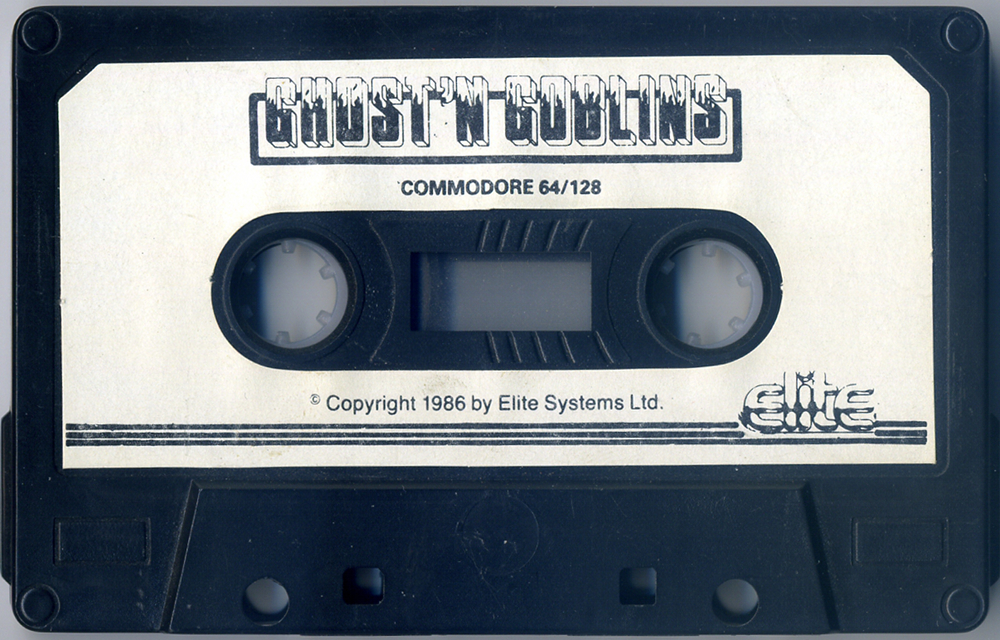 GHOST'N GOBLINS
COMMODORE 64/128
© Copyright 1986 by Elite Systems Ltd.
elite